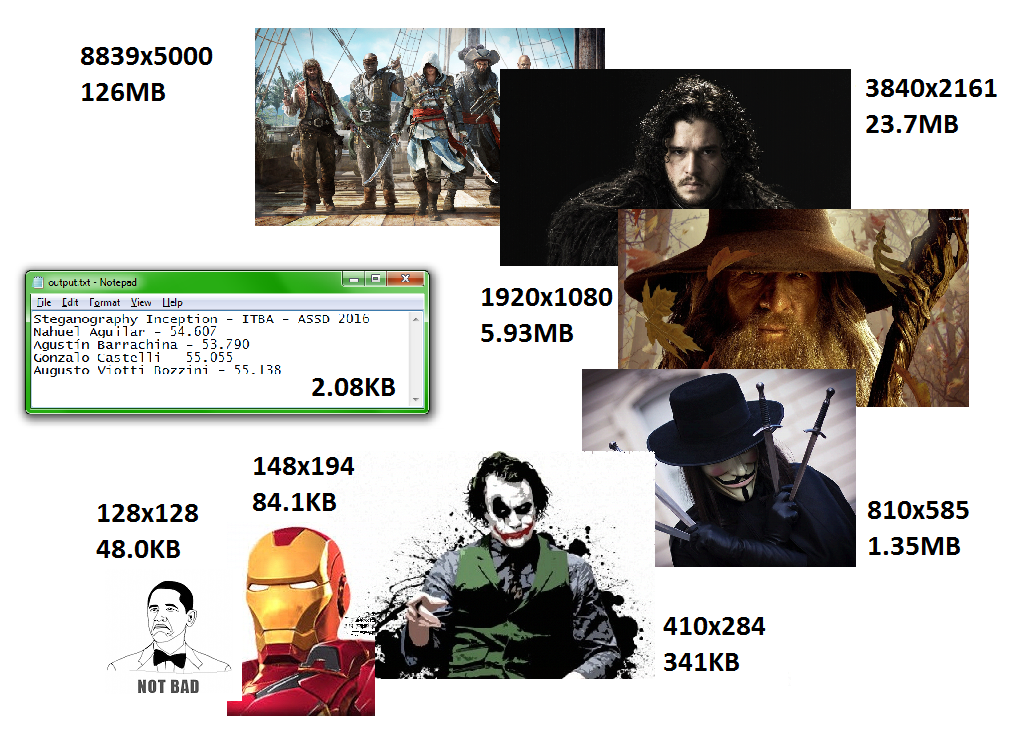 8839x5000
126MB
3840x2161
23.7MB
output.txt - Notepad
File Edit Format View Help
Steganography Inception - ITBA - ASSD 2016
Nahuel Aguilar - 54.607
Agustín Barrachina - 53.790
Gonzalo Castelli - 55.055
Augusto Viotti Bozzini - 55.138
2.08KB
1920x1080
5.93MB
148x194
84.1KB
128x128
48.0KB
810x585
1.35MB
410x284
341KB
NOT BAD